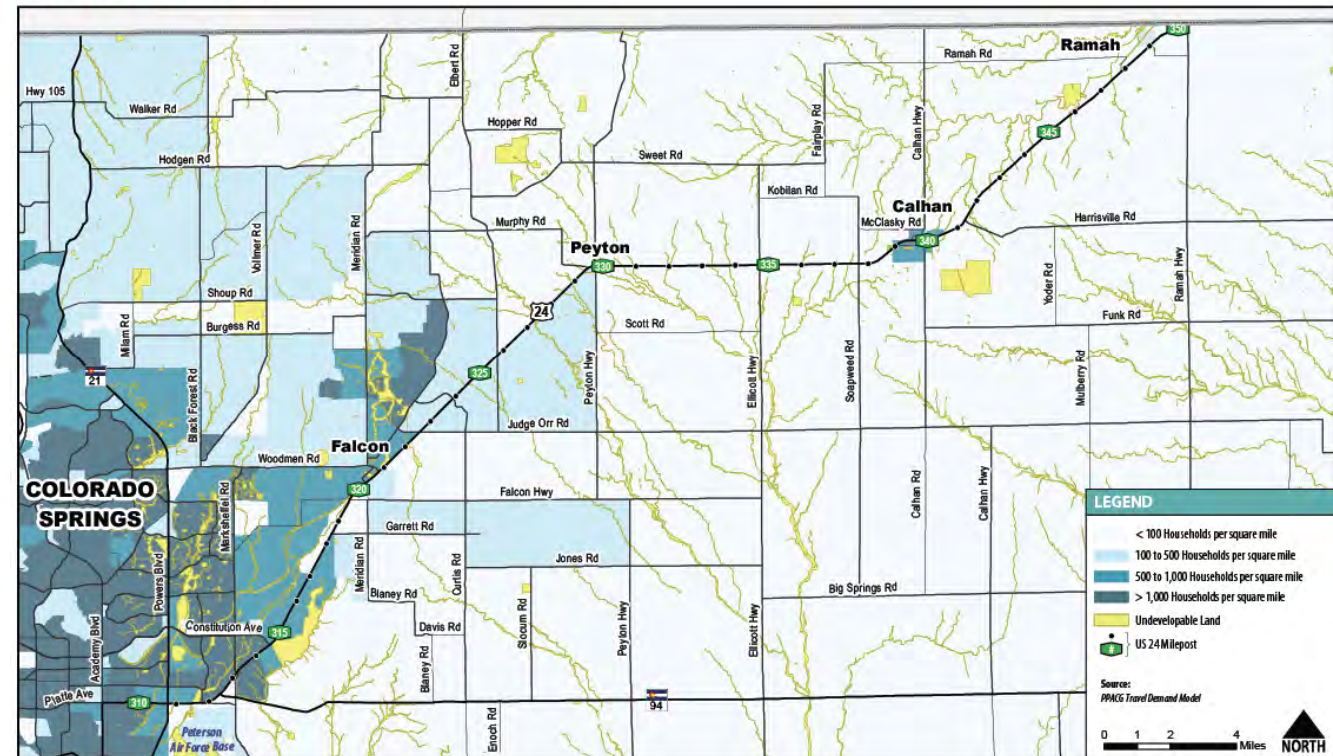 Ramah
350
Ramah Rd
Elbert Rd
Hwy 105
Walker Rd
Hopper Rd
Fairplay Rd
Calhan Hwy
345
Hodgen Rd
Sweet Rd
Kobilan Rd
Calhan
McClasky Rd
Harrisville Rd
340
Murphy Rd
Peyton
330
335
Vollmer Rd
Meridian Rd
Yoder Rd
Ramah Hwy
Shoup Rd
24
Burgess Rd
Scott Rd
Funk Rd
Milam Rd
21
325
Peyton Hwy
Ellicott Hwy
Soapweed Rd
Mulberry Rd
Black Forest Rd
Judge Orr Rd
Falcon
Woodmen Rd
COLORADO
SPRINGS
320
Falcon Hwy
Calhan Rd
Calhan Hwy
Marksheffel Rd
Garrett Rd
Jones Rd
Powers Blvd
Meridian Rd
Curtis Rd
Blaney Rd
Big Springs Rd
Academy Blvd
Constitution Ave
315
Davis Rd
Slocum Rd
Peyton Hwy
Ellicott Hwy
Blaney Rd
Platte Ave
310
94
Enoch Rd
Peterson
Air Force Base
LEGEND
< 100 Households per square mile
100 to 500 Households per square mile
500 to 1,000 Households per square mile
> 1,000 Households per square mile
Undevelopable Land
# US 24 Milepost
Source:
PPACG Travel Demand Model
0 1 2 4
Miles
NORTH